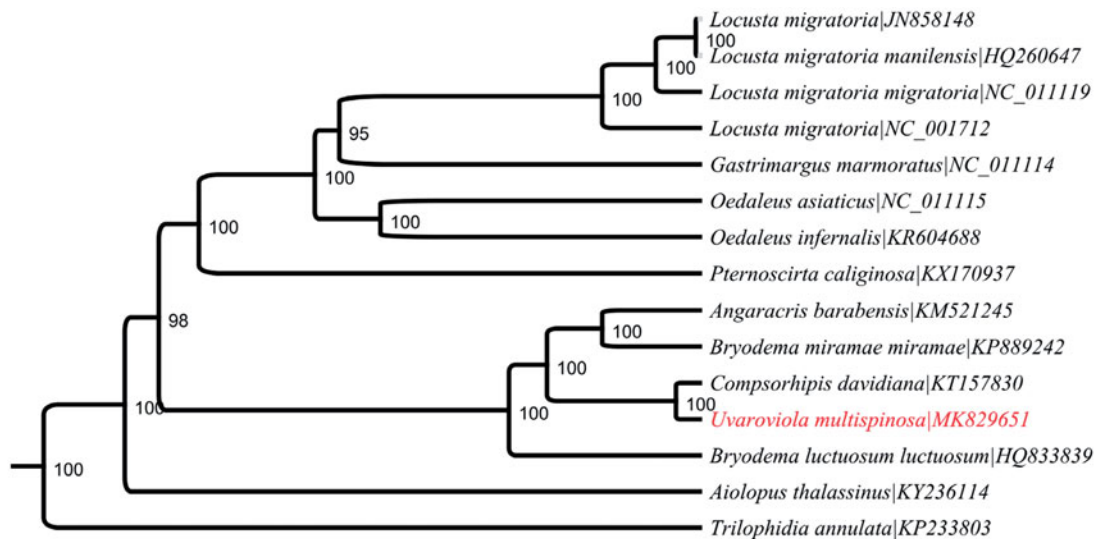 Locusta migratoria|JN858148
100
Locusta migratoria manilensis|HQ260647
100
Locusta migratoria migratoria|NC_011119
100
Locusta migratoria|NC_001712
95
Gastrimargus marmoratus|NC_011114
100
Oedaleus asiaticus|NC_011115
100
Oedaleus infernalis|KR604688
100
Pternoscirta caliginosa|KX170937
Angaracris barabensis|KM521245
98
100
Bryodema miramae miramae|KP889242
100
Compsorhipis davidiana|KT157830
100
100
Uvaroviola multispinosa|MK829651
100
Bryodema luctuosum luctuosum|HQ833839
100
Aiolopus thalassinus|KY236114
Trilophidia annulata|KP233803